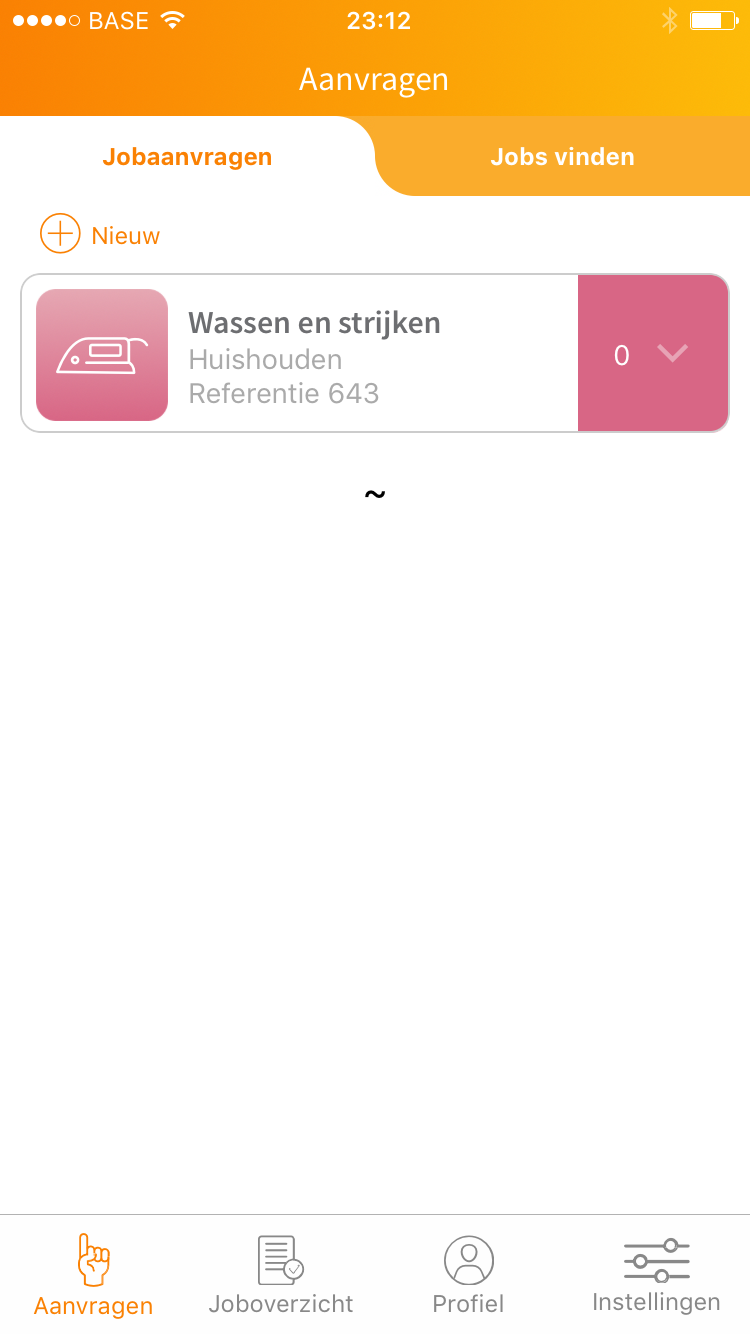 BASE 23:12
Aanvragen
Jobaanvragen Jobs vinden
Nieuw
Wassen en strijken
Huishouden
Referentie 643
0
~
Aanvragen Joboverzicht Profiel Instellingen